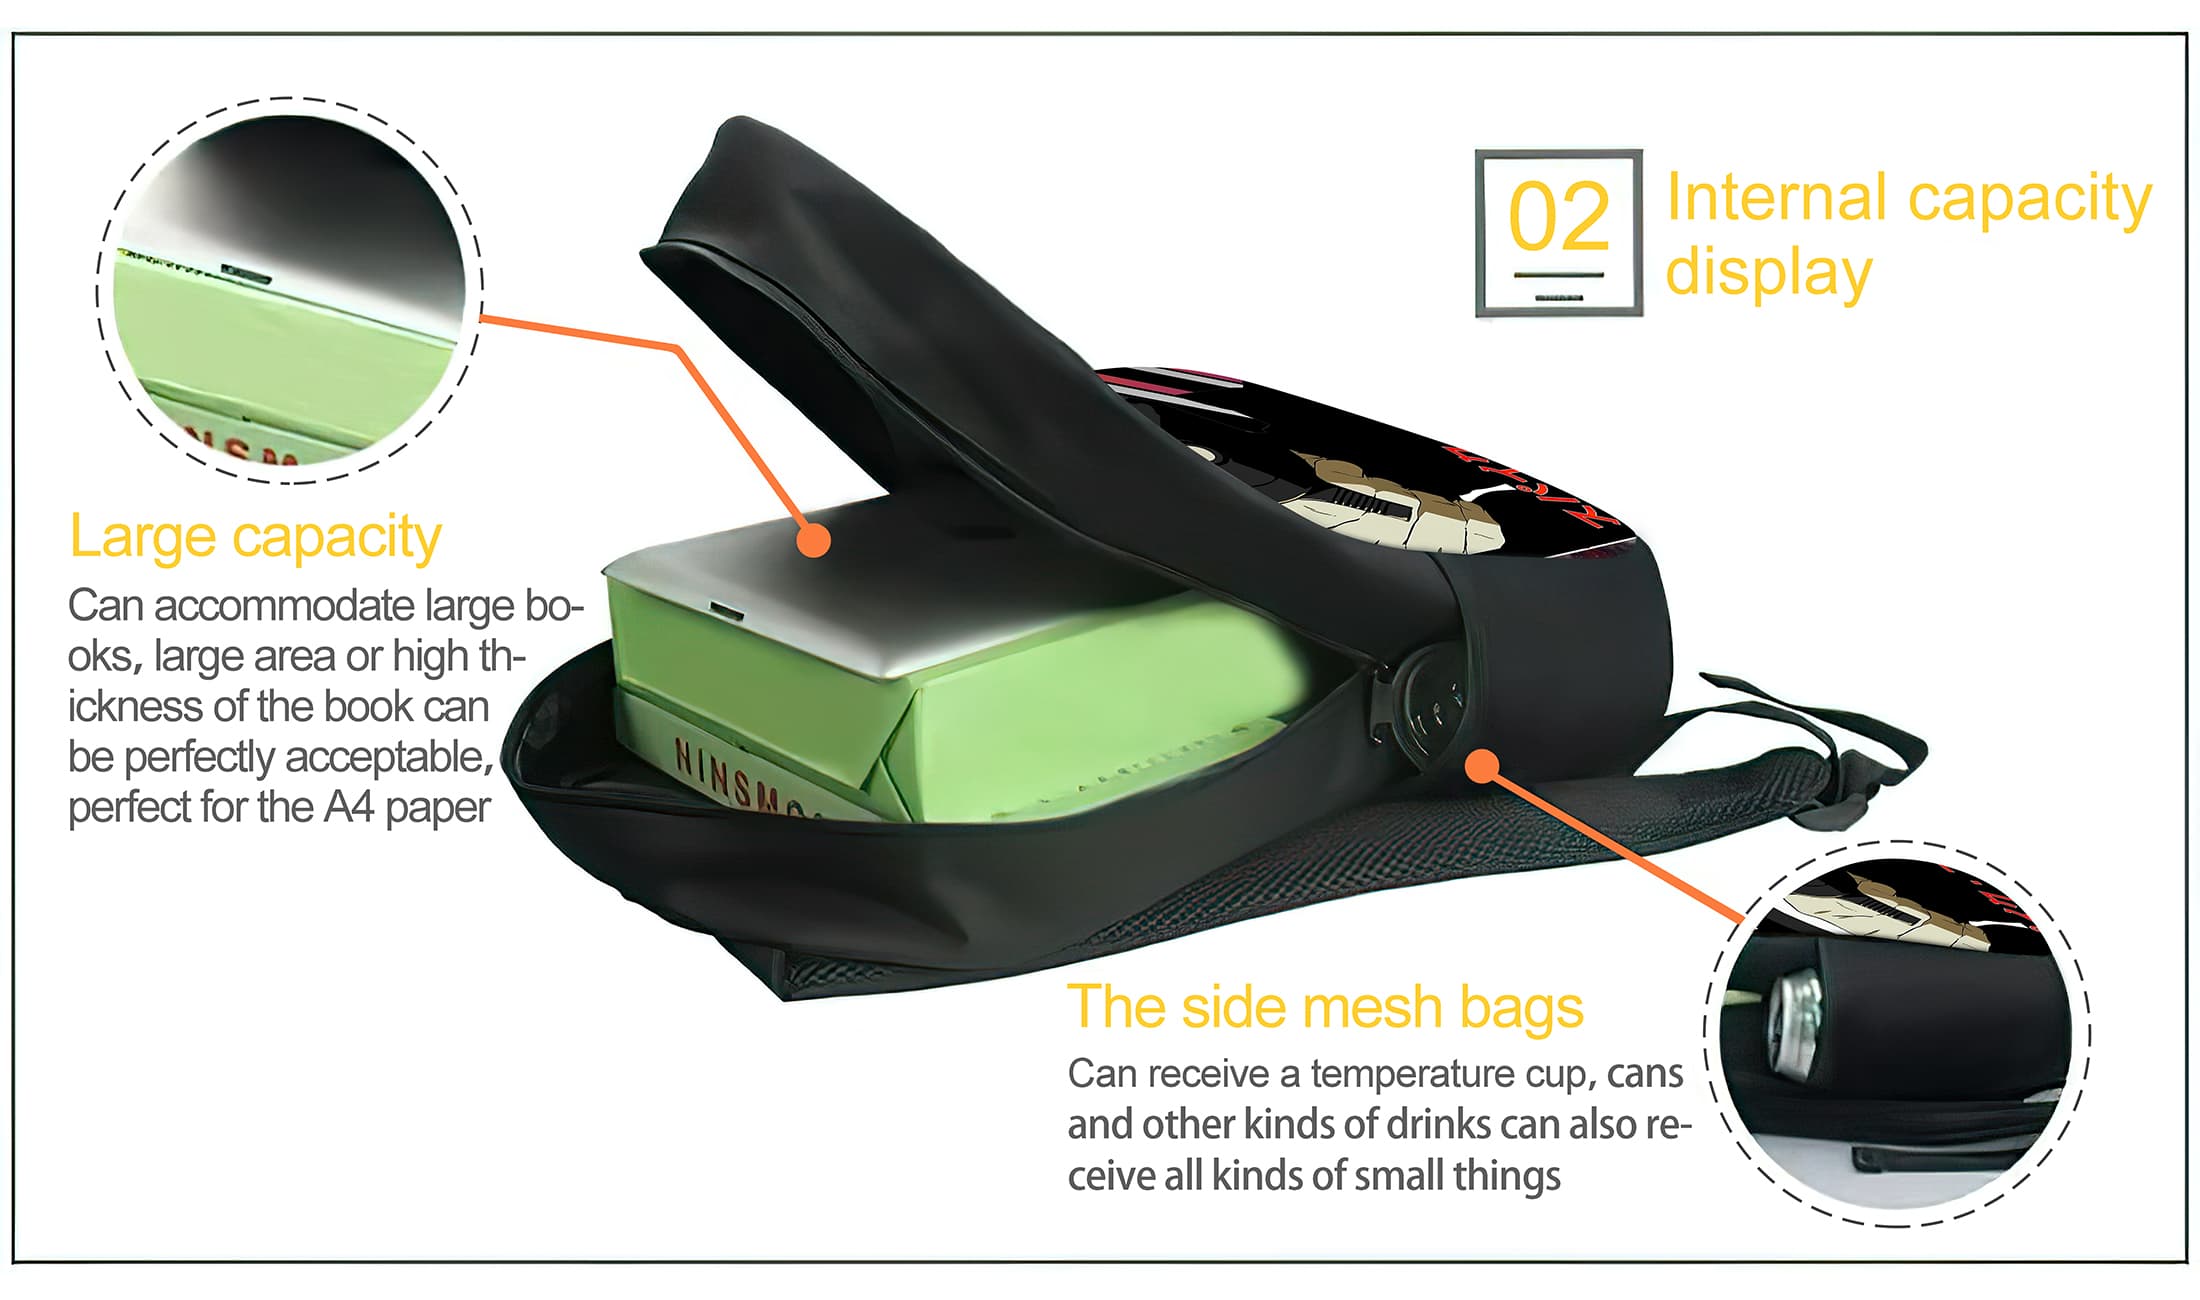 02
Internal capacity
display
Large capacity
Can accommodate large bo-
oks, large area or high th-
ickness of the book can
be perfectly acceptable,
perfect for the A4 paper
NINSMO
NSM
The side mesh bags
Can receive a temperature cup, cans
and other kinds of drinks can also re-
ceive all kinds of small things